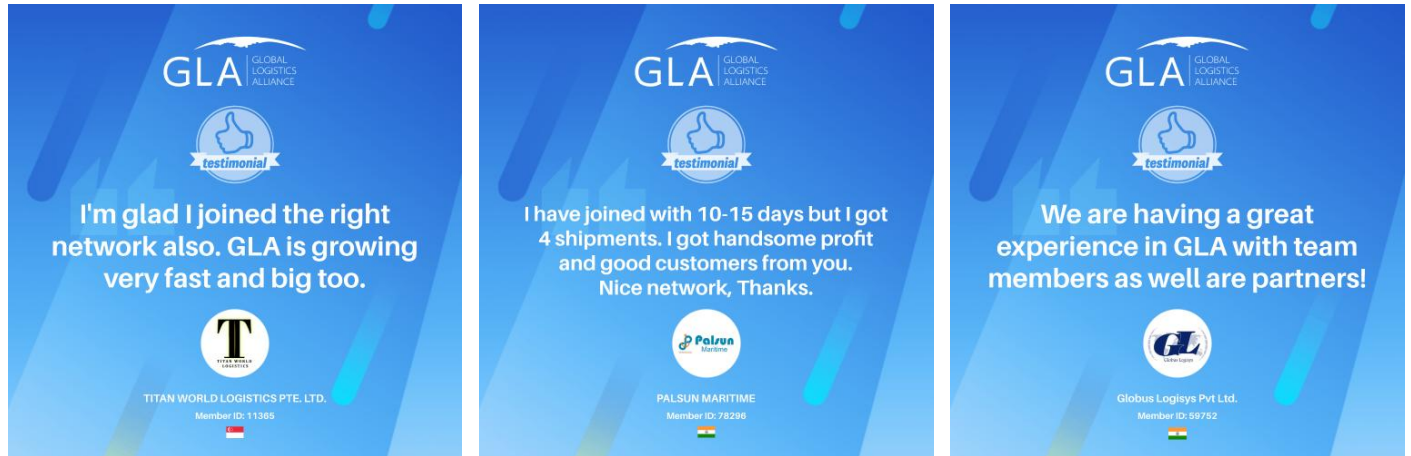 GLA
GLOBAL
LOGISTICS
ALLIANCE
testimonial
I'm glad I joined the right
network also. GLA is growing
very fast and big too.
T
TITAN WORLD
LOGISTICS
TITAN WORLD LOGISTICS PTE. LTD.
Member ID: 11365
GLA
GLOBAL
LOGISTICS
ALLIANCE
testimonial
I have joined with 10-15 days but I got
4 shipments. I got handsome profit
and good customers from you.
Nice network, Thanks.
Palsun
Maritime
PALSUN MARITIME
Member ID: 78296
GLA
GLOBAL
LOGISTICS
ALLIANCE
testimonial
We are having a great
experience in GLA with team
members as well are partners!
GL
Globus Logisys Pvt Ltd.
Member ID: 59752